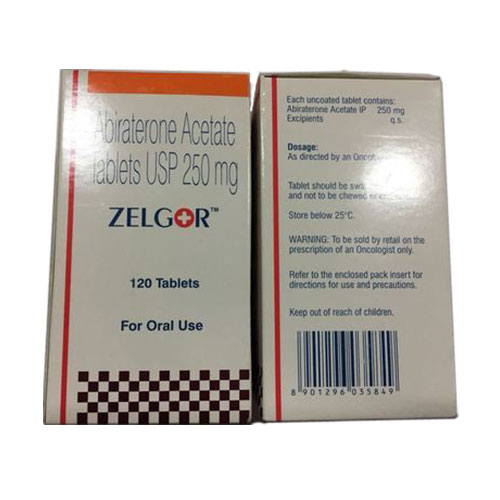 Abiraterone Acetate
Tablets USP 250 mg
ZELGOR™
120 Tablets
For Oral Use
Each uncoated tablet contains:
Abiraterone Acetate IP 250 mg
Excipients q.s.
Dosage:
As directed by an
Tablet should be
and not to be chewed or
Store below 25°C.
WARNING: To be sold by retail on the
prescription of an Oncologist only.
Refer to the enclosed pack insert for
directions for use and precautions.
Keep out of reach of children.
8 901296 035849